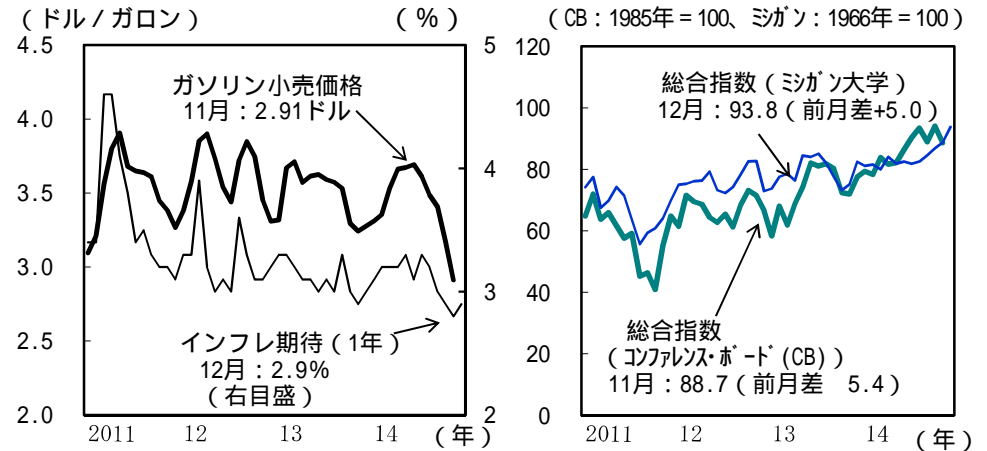 (ドル/ガロン)
(%)
4.5
4.0
3.5
3.0
2.5
2.0
5
4
3
2
ガソリン小売価格
11月:2.91ドル
インフレ期待(1年)
12月:2.9%
(右目盛)
2011 12 13 14 (年)
(CB:1985年=100、ミシガン:1966年=100)
120
100
80
60
40
20
0
総合指数(ミシガン大学)
12月:93.8(前月差+5.0)
総合指数
(コンファレンス・ボード(CB))
11月:88.7(前月差 5.4)
2011 12 13 14 (年)